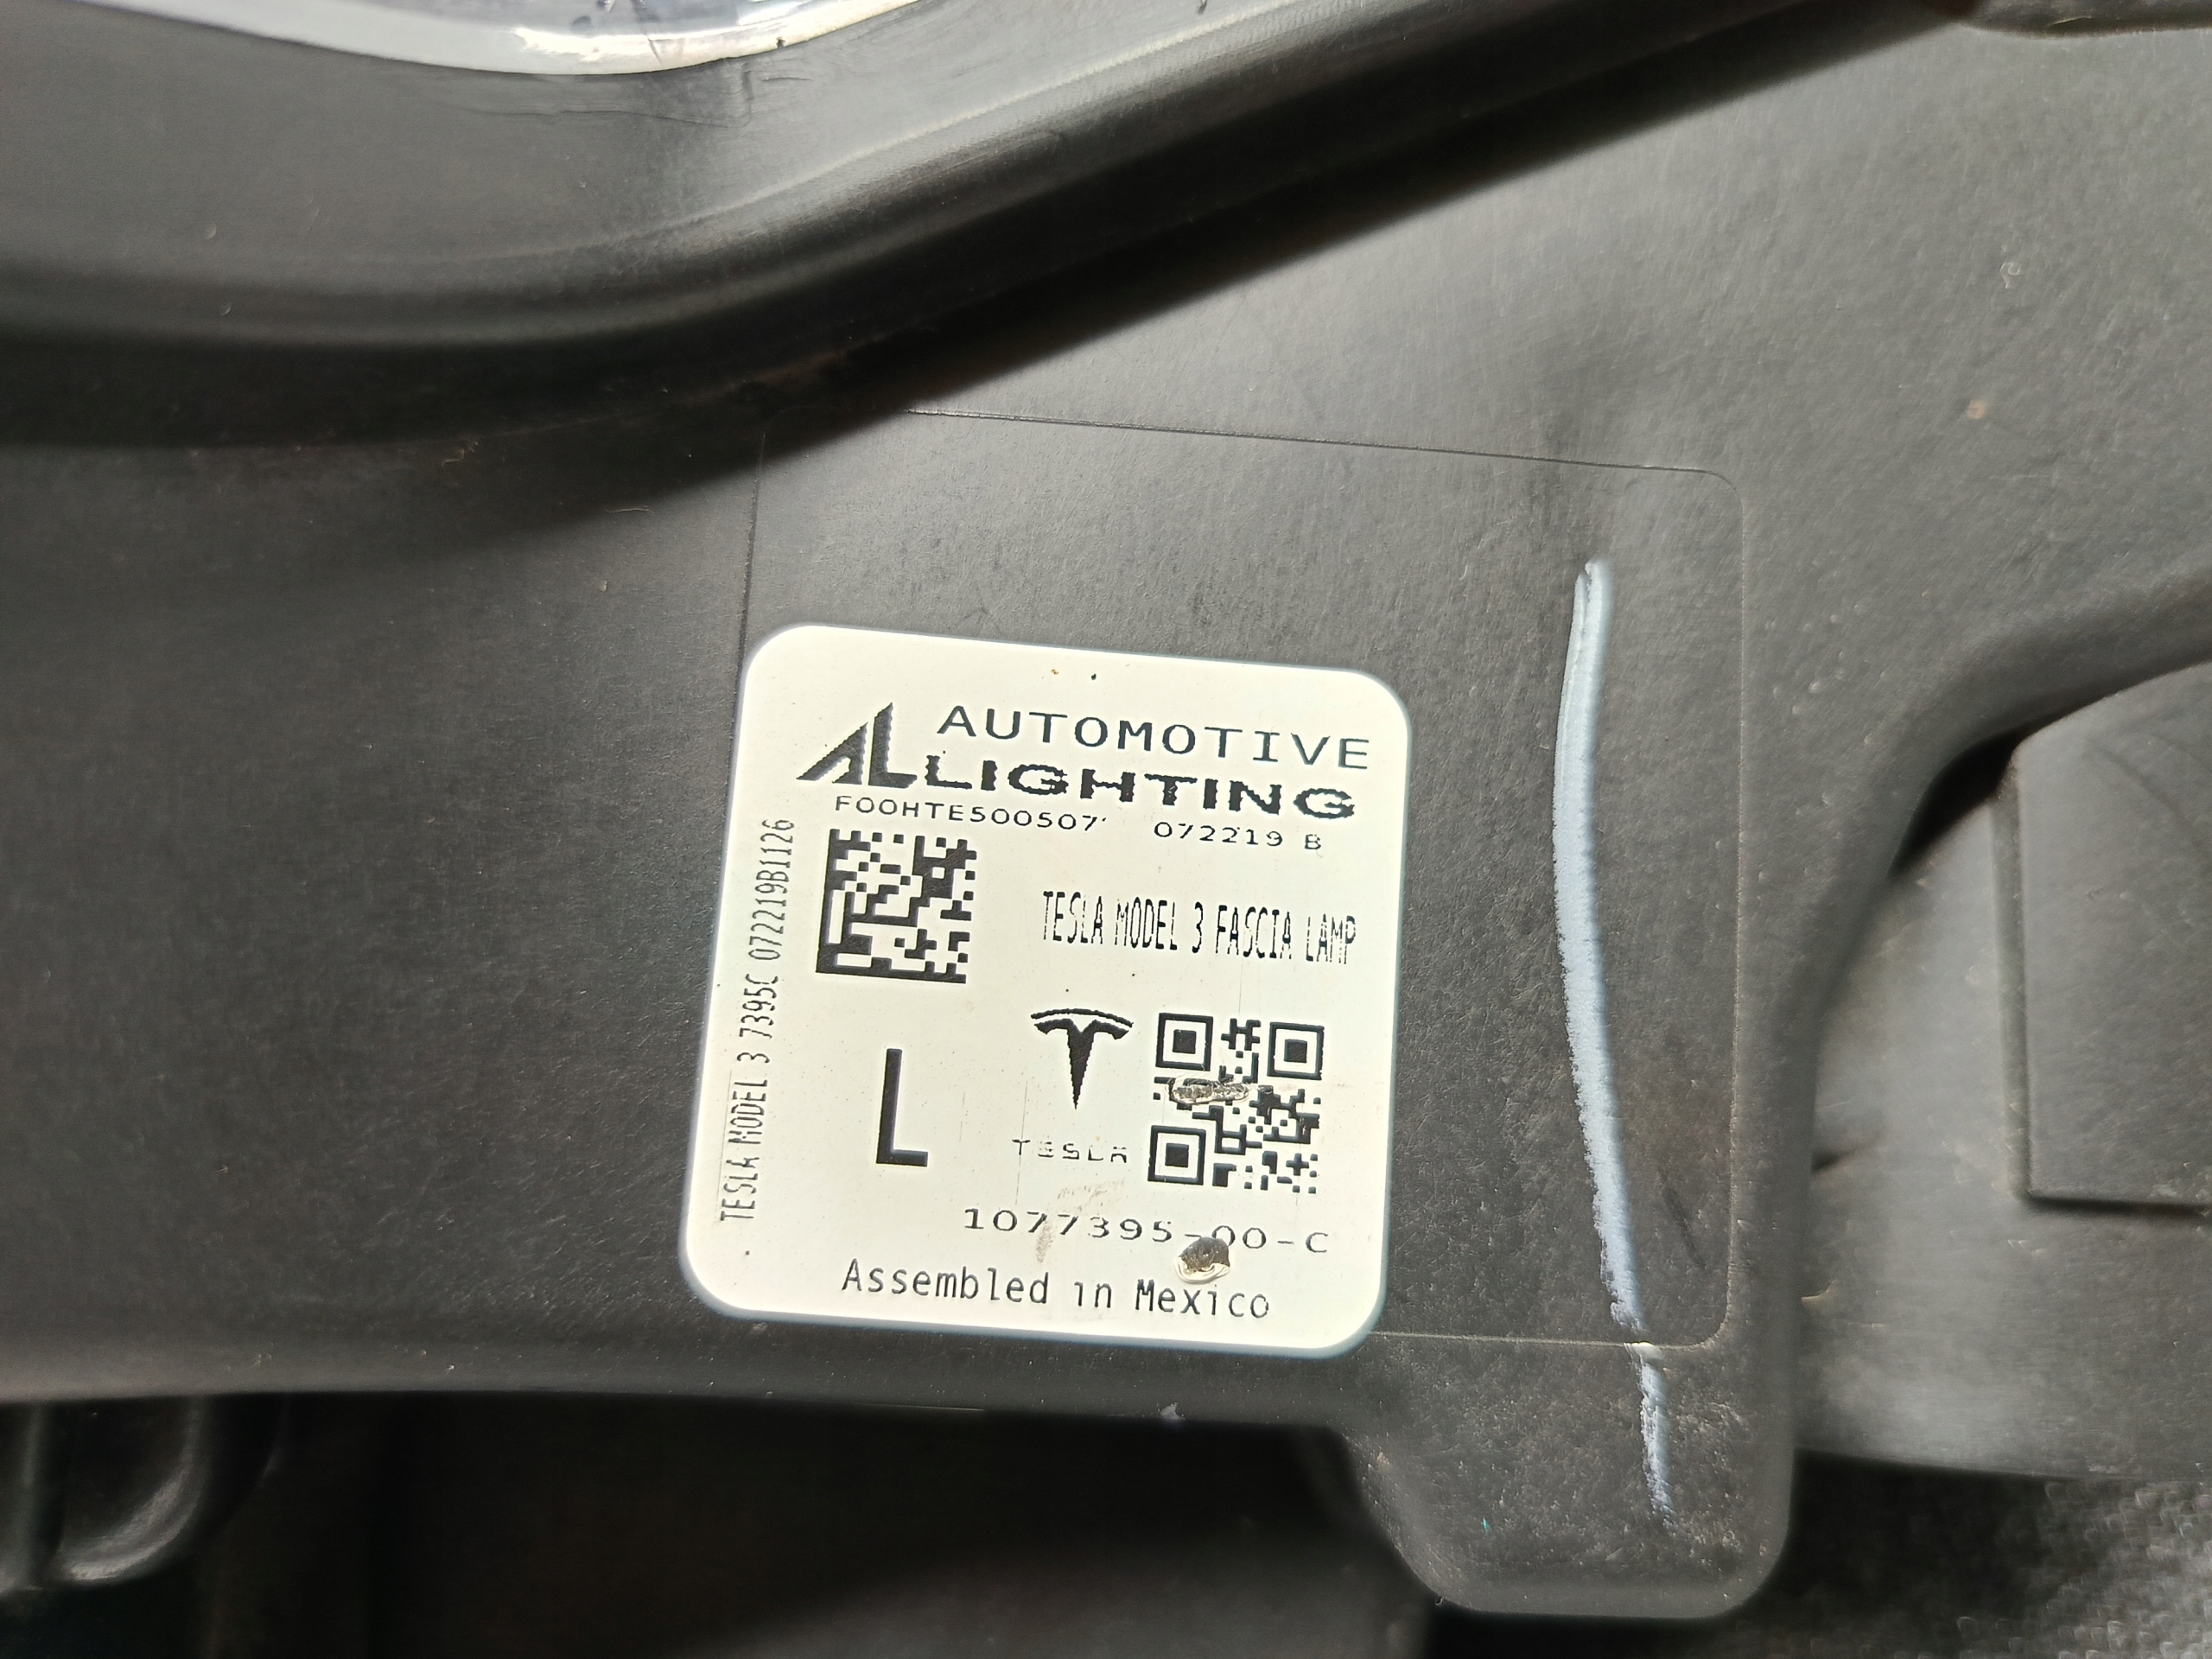 AUTOMOTIVE
AL LIGHTING
F00HTE500507 072219 B
TESLA MODEL 3 7395C 072219B1126
TESLA MODEL 3 FASCIA LAMP
L
TESLA
1077395-00-C
Assembled in Mexico